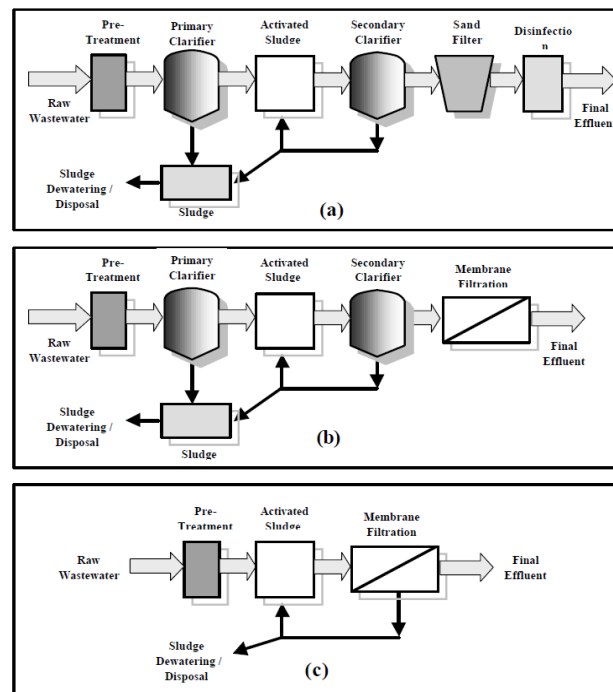 Pre-
Treatment
Primary
Clarifier
Activated
Sludge
Secondary
Clarifier
Sand
Filter
Disinfectio
n
Raw
Wastewater
Final
Effluent
Sludge
Dewatering /
Disposal
Sludge
(a)
Pre-
Treatment
Primary
Clarifier
Activated
Sludge
Secondary
Clarifier
Membrane
Filtration
Raw
Wastewater
Final
Effluent
Sludge
Dewatering /
Disposal
Sludge
(b)
Pre-
Treatment
Activated
Sludge
Membrane
Filtration
Raw
Wastewater
Final
Effluent
Sludge
Dewatering /
Disposal
(c)